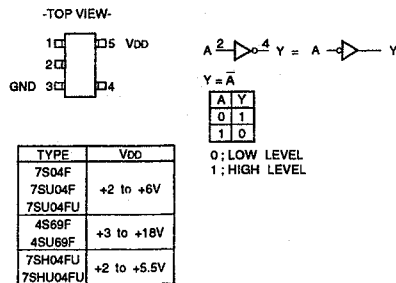 -TOP VIEW-
1 5 VDD
2
GND 3 4
A 2 4 Y = A Y
Y = A̅
A Y
0 1
1 0
0 ; LOW LEVEL
1 ; HIGH LEVEL
TYPE VDD
7S04F
7SU04F +2 to +6V
7SU04FU
4S69F +3 to +18V
4SU69F
7SH04FU +2 to +5.5V
7SHU04FU